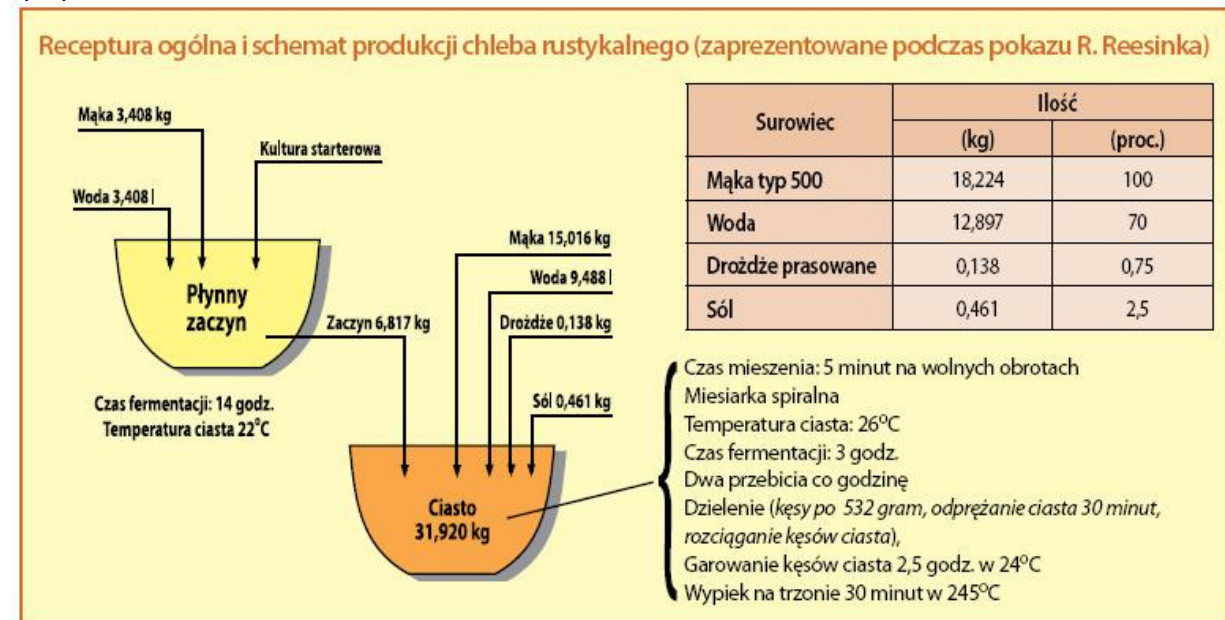 Receptura ogólna i schemat produkcji chleba rustykalnego (zaprezentowane podczas pokazu R. Reesinka)
Mąka 3,408 kg
Kultura starterowa
Woda 3,408 l
Płynny
zaczyn
Czas fermentacji: 14 godz.
Temperatura ciasta 22°C
Mąka 15,016 kg
Woda 9,488 l
Zaczyn 6,817 kg
Drożdże 0,138 kg
Sól 0,461 kg
Ciasto
31,920 kg
Surowiec
Ilość
(kg) (proc.)
Mąka typ 500 18,224 100
Woda 12,897 70
Drożdże prasowane 0,138 0,75
Sól 0,461 2,5
Czas mieszenia: 5 minut na wolnych obrotach
Miesiarka spiralna
Temperatura ciasta: 26°C
Czas fermentacji: 3 godz.
Dwa przebicia co godzinę
Dzielenie (kęsy po 532 gram, odprężanie ciasta 30 minut,
rozciąganie kęsów ciasta),
Garowanie kęsów ciasta 2,5 godz. w 24°C
Wypiek na trzonie 30 minut w 245°C